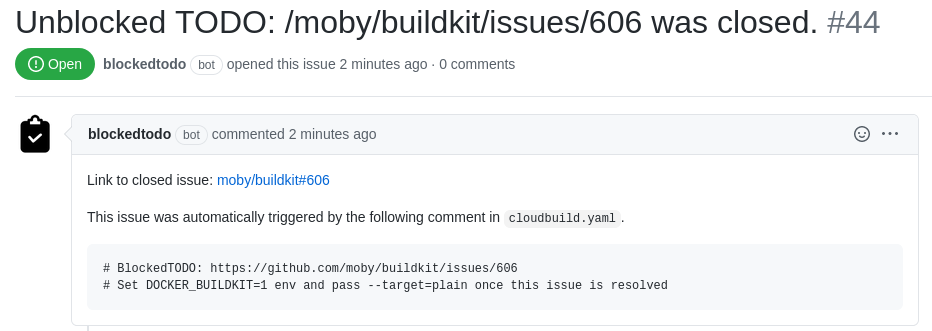 Unblocked TODO: /moby/buildkit/issues/606 was closed. #44
Open blockedtodo bot opened this issue 2 minutes ago · 0 comments
blockedtodo bot commented 2 minutes ago
Link to closed issue: moby/buildkit#606
This issue was automatically triggered by the following comment in cloudbuild.yaml.
# BlockedTODO: https://github.com/moby/buildkit/issues/606
# Set DOCKER_BUILDKIT=1 env and pass --target=plain once this issue is resolved